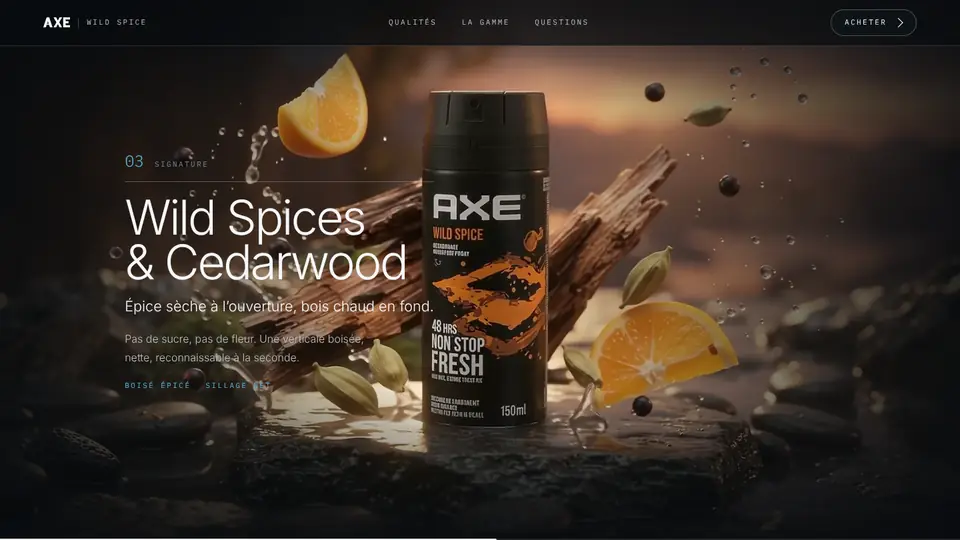 AXE
WILD SPICE
QUALITÉS
LA GAMME
QUESTIONS
ACHETER
03 SIGNATURE
Wild Spices
& Cedarwood
Épice sèche à l'ouverture, bois chaud en fond.
Pas de sucre, pas de fleur. Une verticale boisée,
nette, reconnaissable à la seconde.
BOISÉ ÉPICÉ SILLAGE NET
AXE
WILD SPICE
48 HRS
NON STOP
FRESH
150ml